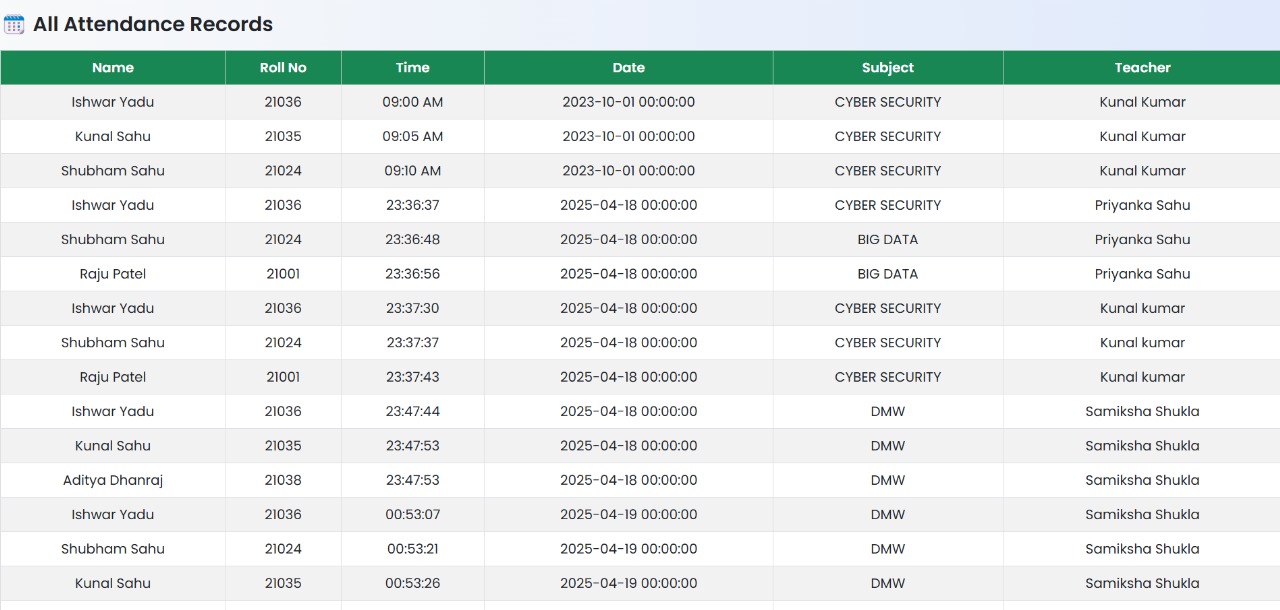 All Attendance Records
Name Roll No Time Date Subject Teacher
Ishwar Yadu 21036 09:00 AM 2023-10-01 00:00:00 CYBER SECURITY Kunal Kumar
Kunal Sahu 21035 09:05 AM 2023-10-01 00:00:00 CYBER SECURITY Kunal Kumar
Shubham Sahu 21024 09:10 AM 2023-10-01 00:00:00 CYBER SECURITY Kunal Kumar
Ishwar Yadu 21036 23:36:37 2025-04-18 00:00:00 CYBER SECURITY Priyanka Sahu
Shubham Sahu 21024 23:36:48 2025-04-18 00:00:00 BIG DATA Priyanka Sahu
Raju Patel 21001 23:36:56 2025-04-18 00:00:00 BIG DATA Priyanka Sahu
Ishwar Yadu 21036 23:37:30 2025-04-18 00:00:00 CYBER SECURITY Kunal kumar
Shubham Sahu 21024 23:37:37 2025-04-18 00:00:00 CYBER SECURITY Kunal kumar
Raju Patel 21001 23:37:43 2025-04-18 00:00:00 CYBER SECURITY Kunal kumar
Ishwar Yadu 21036 23:47:44 2025-04-18 00:00:00 DMW Samiksha Shukla
Kunal Sahu 21035 23:47:53 2025-04-18 00:00:00 DMW Samiksha Shukla
Aditya Dhanraj 21038 23:47:53 2025-04-18 00:00:00 DMW Samiksha Shukla
Ishwar Yadu 21036 00:53:07 2025-04-19 00:00:00 DMW Samiksha Shukla
Shubham Sahu 21024 00:53:21 2025-04-19 00:00:00 DMW Samiksha Shukla
Kunal Sahu 21035 00:53:26 2025-04-19 00:00:00 DMW Samiksha Shukla